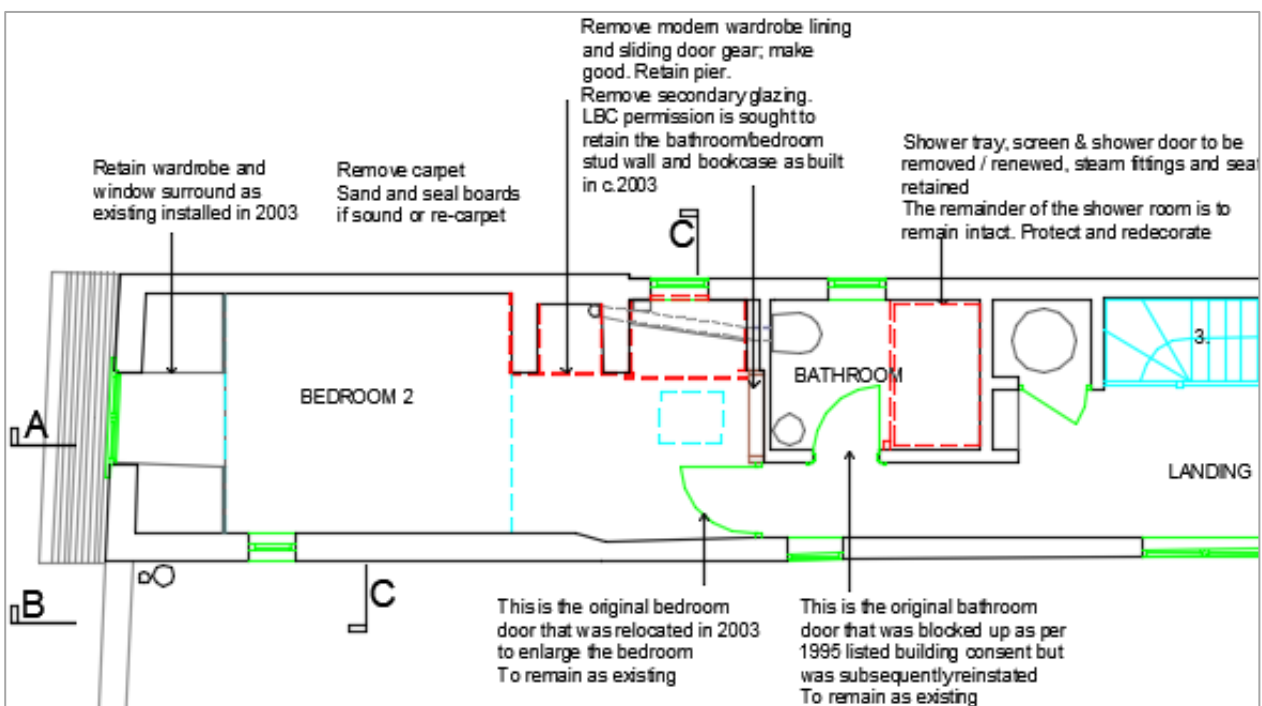 Remove modern wardrobe lining
and sliding door gear; make
good. Retain pier.
Remove secondary glazing.
LBC permission is sought to
retain the bathroom/bedroom
stud wall and bookcase as built
in c.2003
Retain wardrobe and
window surround as
existing installed in 2003
Remove carpet
Sand and seal boards
if sound or re-carpet
Shower tray, screen & shower door to be
removed / renewed, steam fittings and seat
retained
The remainder of the shower room is to
remain intact. Protect and redecorate
C
3.
BATHROOM
BEDROOM 2
A
LANDING
B
C
This is the original bedroom
door that was relocated in 2003
to enlarge the bedroom
To remain as existing
This is the original bathroom
door that was blocked up as per
1995 listed building consent but
was subsequentlyreinstated
To remain as existing